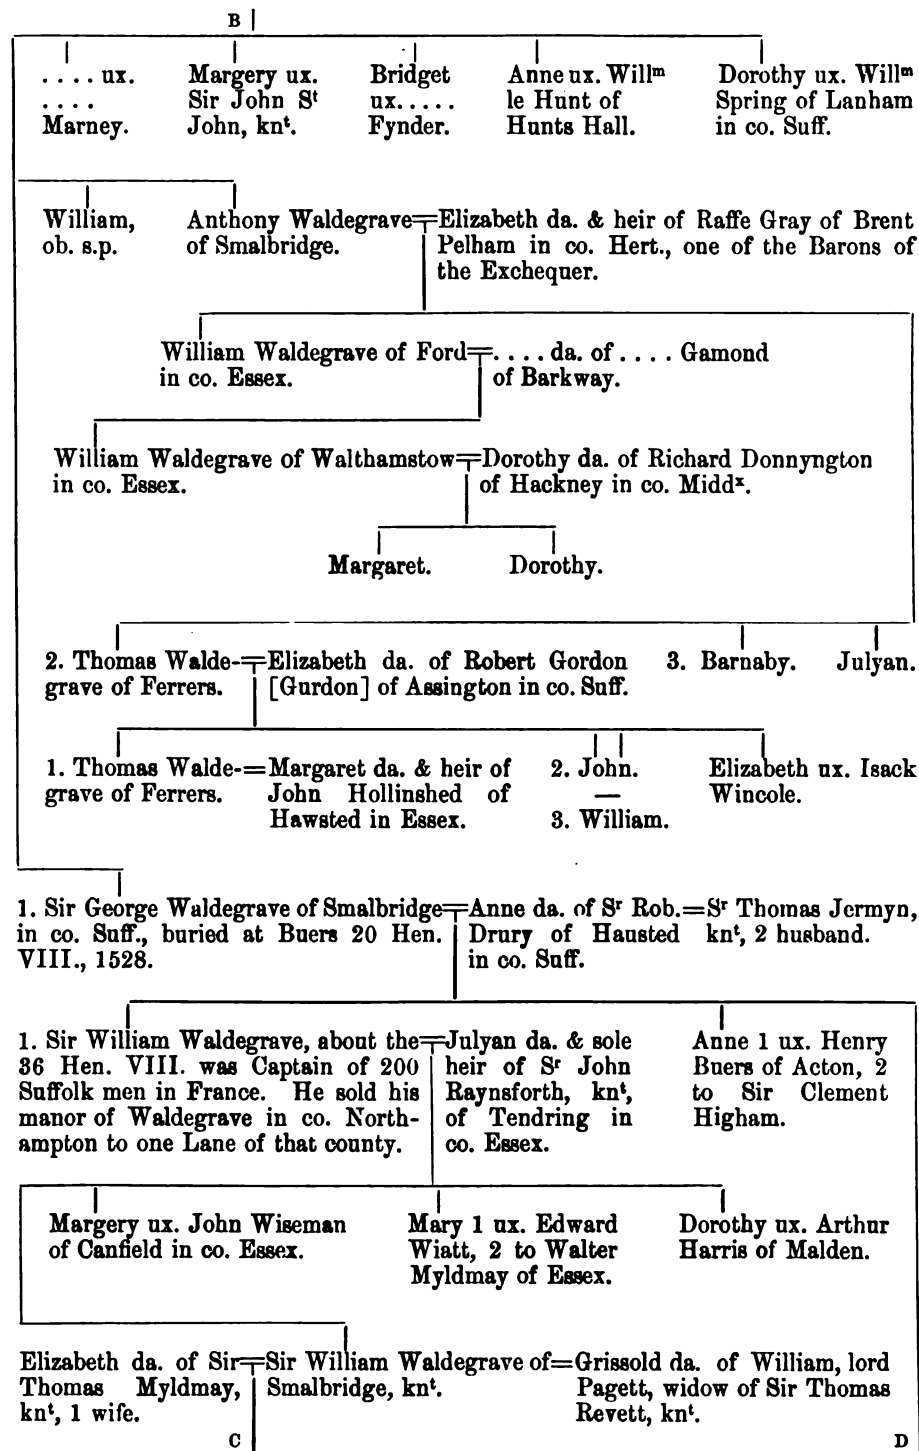 B
. . . . ux.
. . . .
Marney.
Margery ux.
Sir John Sᵗ
John, knᵗ.
Bridget
ux. . . . .
Fynder.
Anne ux. Willᵐ
le Hunt of
Hunts Hall.
Dorothy ux. Willᵐ
Spring of Lanham
in co. Suff.
William,
ob. s.p.
Anthony Waldegrave
of Smalbridge.
Elizabeth da. & heir of Raffe Gray of Brent
Pelham in co. Hert., one of the Barons of
the Exchequer.
William Waldegrave of Ford
in co. Essex.
. . . . da. of . . . . Gamond
of Barkway.
William Waldegrave of Walthamstow
in co. Essex.
Dorothy da. of Richard Donnyngton
of Hackney in co. Middˣ.
Margaret.
Dorothy.
2. Thomas Walde-
grave of Ferrers.
Elizabeth da. of Robert Gordon
[Gurdon] of Assington in co. Suff.
3. Barnaby.
Julyan.
1. Thomas Walde-
grave of Ferrers.
=Margaret da. & heir of
John Hollinshed of
Hawsted in Essex.
2. John.
—
3. William.
Elizabeth ux. Isack
Wincole.
1. Sir George Waldegrave of Smalbridge
in co. Suff., buried at Buers 20 Hen.
VIII., 1528.
Anne da. of Sʳ Rob.
Drury of Hausted
in co. Suff.
=Sʳ Thomas Jermyn,
knᵗ, 2 husband.
1. Sir William Waldegrave, about the
36 Hen. VIII. was Captain of 200
Suffolk men in France. He sold his
manor of Waldegrave in co. North-
ampton to one Lane of that county.
Julyan da. & sole
heir of Sʳ John
Raynsforth, knᵗ,
of Tendring in
co. Essex.
Anne 1 ux. Henry
Buers of Acton, 2
to Sir Clement
Higham.
Margery ux. John Wiseman
of Canfield in co. Essex.
Mary 1 ux. Edward
Wiatt, 2 to Walter
Myldmay of Essex.
Dorothy ux. Arthur
Harris of Malden.
Elizabeth da. of Sir
Thomas Myldmay,
knᵗ, 1 wife.
Sir William Waldegrave of
Smalbridge, knᵗ.
=Grissold da. of William, lord
Pagett, widow of Sir Thomas
Revett, knᵗ.
C
D